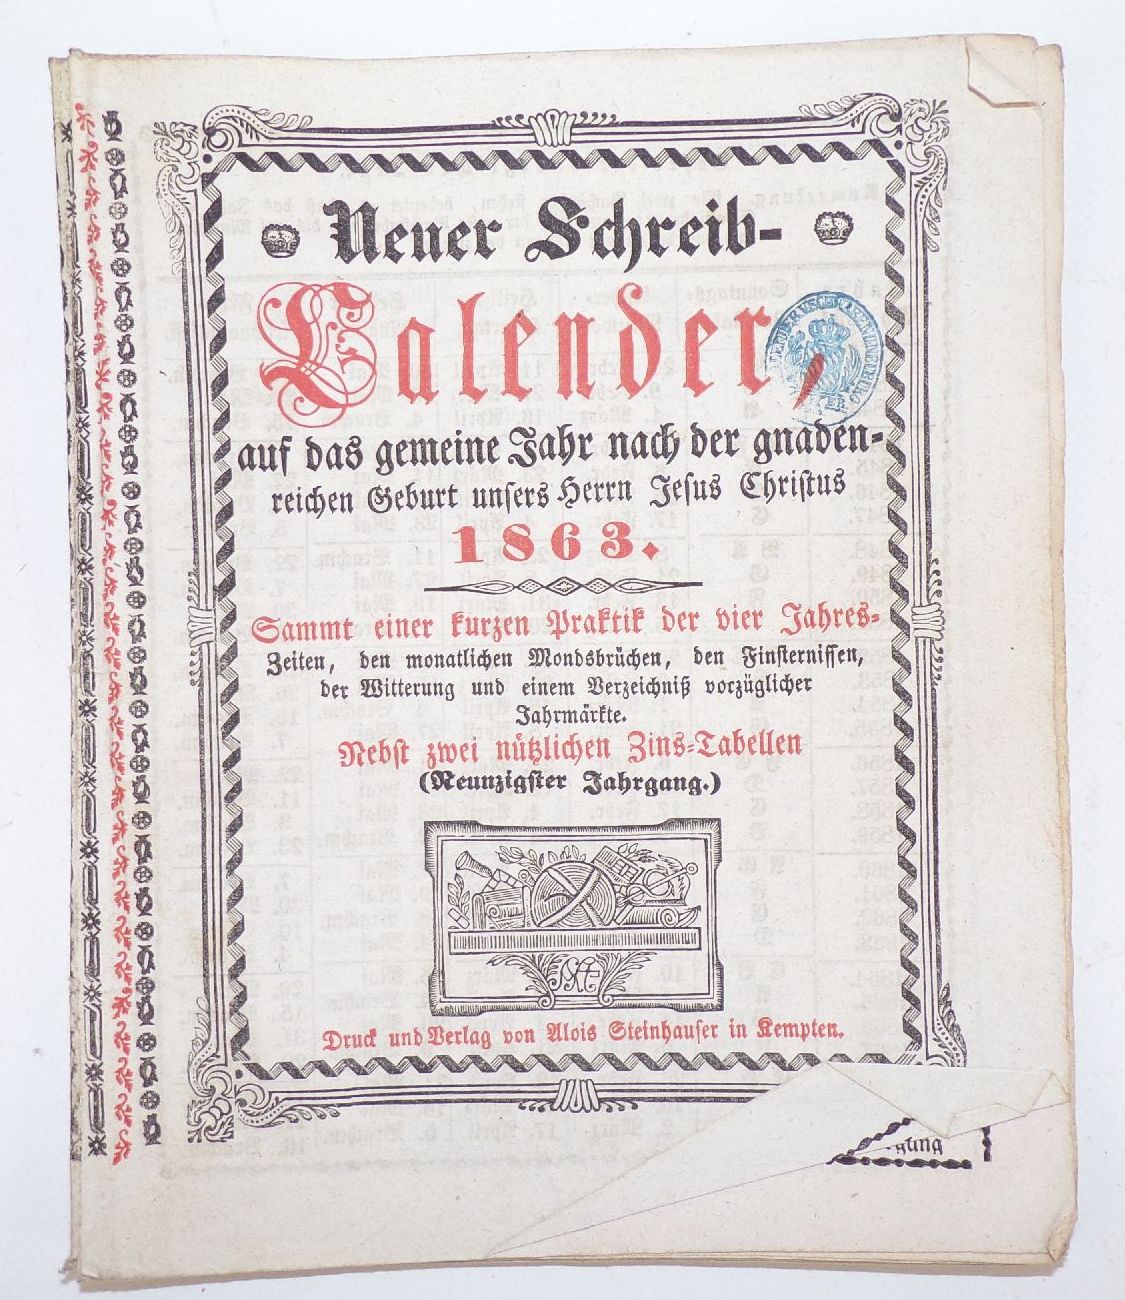 Neuer Schreib-
Calender,
auf das gemeine Jahr nach der gnaden-
reichen Geburt unsers Herrn Jesus Christus
1863.
Sammt einer kurzen Praktik der vier Jahres-
Zeiten, den monatlichen Mondsbrüchen, den Finsternissen,
der Witterung und einem Verzeichniß vorzüglicher
Jahrmärkte.
Nebst zwei nützlichen Zins-Tabellen
(Neunzigster Jahrgang.)
Druck und Verlag von Alois Steinhauser in Kempten.